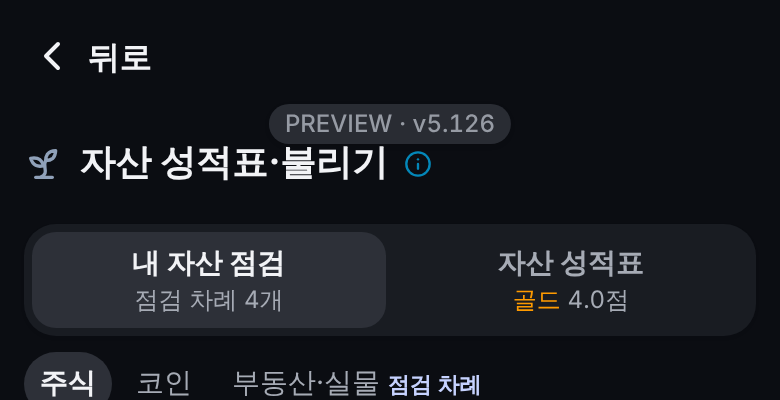 뒤로
PREVIEW · v5.126
자산 성적표·불리기
내 자산 점검
점검 차례 4개
자산 성적표
골드 4.0점
주식 코인 부동산·실물 점검 차례